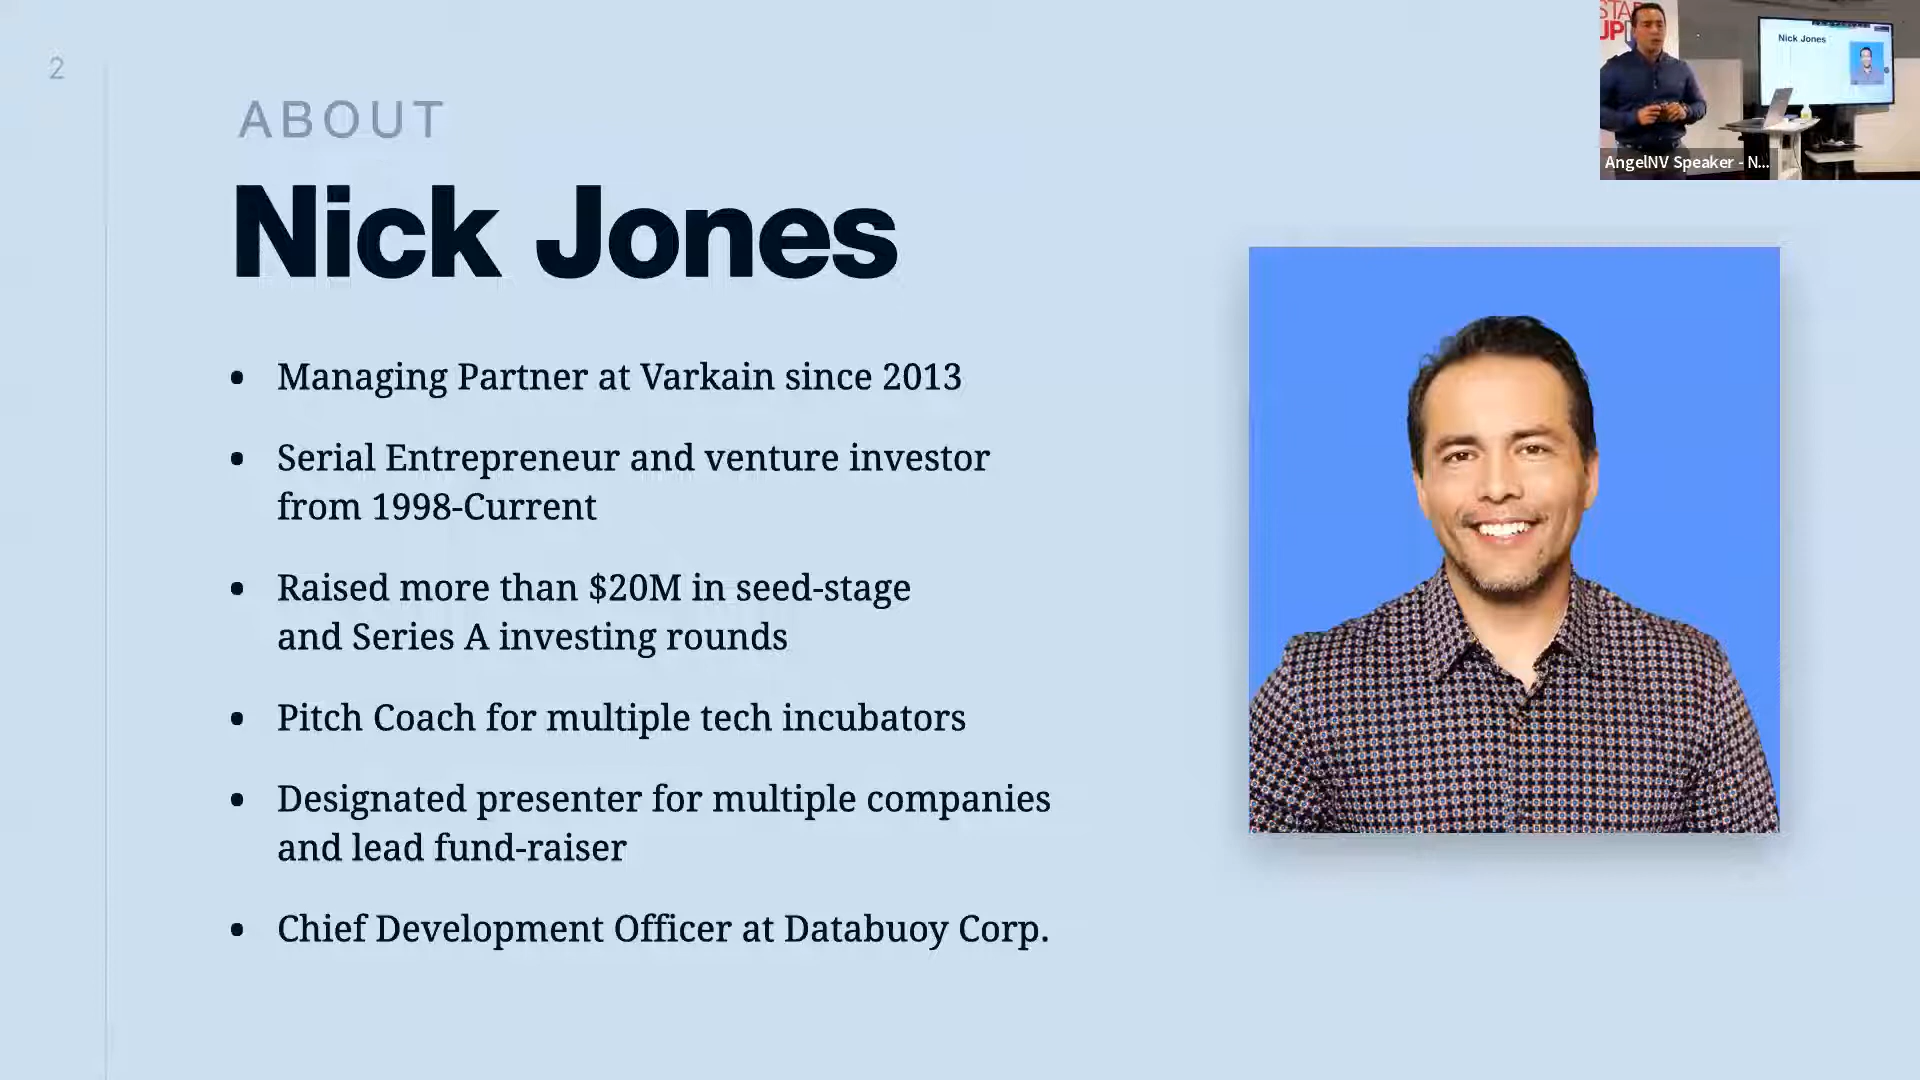 2
ABOUT
Nick Jones
• Managing Partner at Varkain since 2013
• Serial Entrepreneur and venture investor
from 1998-Current
• Raised more than $20M in seed-stage
and Series A investing rounds
• Pitch Coach for multiple tech incubators
• Designated presenter for multiple companies
and lead fund-raiser
• Chief Development Officer at Databuoy Corp.
STA
UP
Nick Jones
AngelNV Speaker - N...